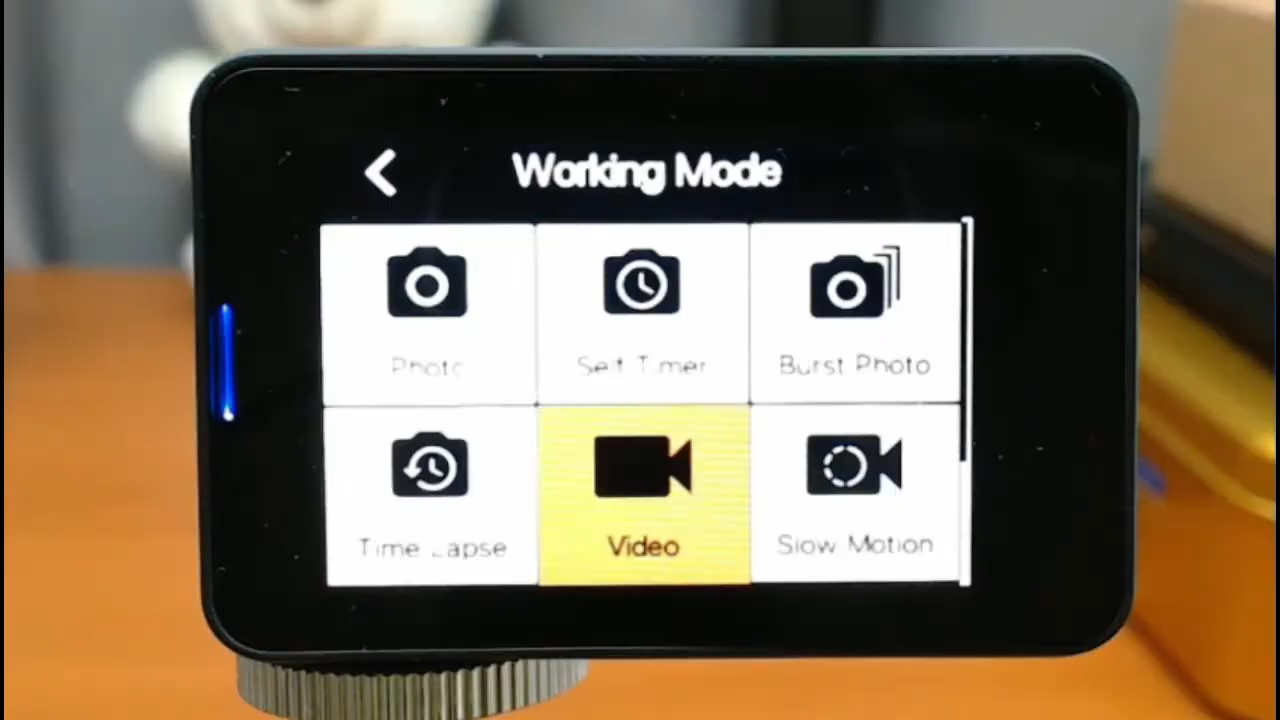 Working Mode
Photo
Self Timer
Burst Photo
Time Lapse
Video
Slow Motion